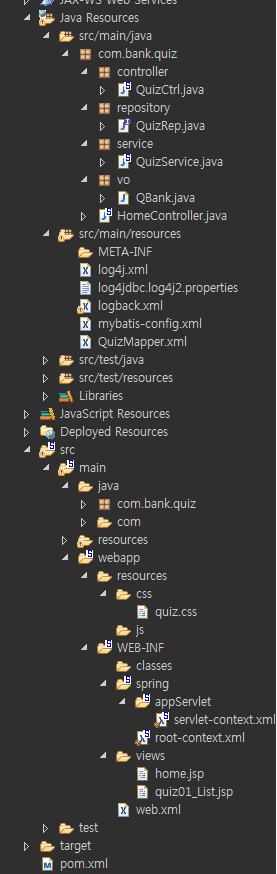 JAX-WS Web Services
Java Resources
src/main/java
com.bank.quiz
controller
QuizCtrl.java
repository
QuizRep.java
service
QuizService.java
vo
QBank.java
HomeController.java
src/main/resources
META-INF
log4j.xml
log4jdbc.log4j2.properties
logback.xml
mybatis-config.xml
QuizMapper.xml
src/test/java
src/test/resources
Libraries
JavaScript Resources
Deployed Resources
src
main
java
com.bank.quiz
com
resources
webapp
resources
css
quiz.css
js
WEB-INF
classes
spring
appServlet
servlet-context.xml
root-context.xml
views
home.jsp
quiz01_List.jsp
web.xml
test
target
pom.xml